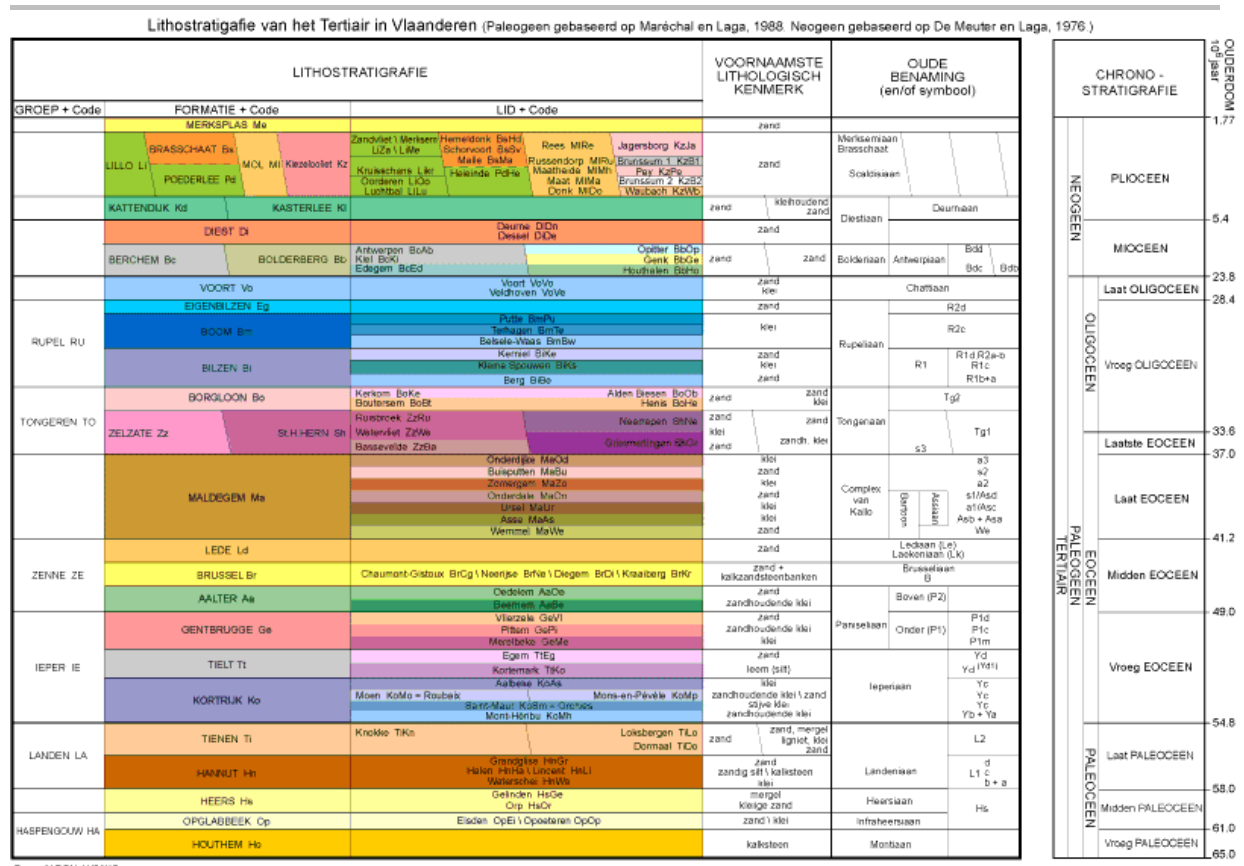 Lithostratigafie van het Tertiair in Vlaanderen (Paleogeen gebaseerd op Maréchal en Laga, 1988. Neogeen gebaseerd op De Meuter en Laga, 1976.)
LITHOSTRATIGRAFIE
VOORNAAMSTE
LITHOLOGISCH
KENMERK
OUDE
BENAMING
(en/of symbool)
GROEP + Code
FORMATIE + Code
LID + Code
MERKSPLAS Me
zand
LILLO Li
BRASSCHAAT Bs
POEDERLEE Pd
MOL Ml
Kiezelooliet Kz
Zandvliet \ Merksem
LiZa \ LiMe
Kruisschans LiKr
Oorderen LiOo
Luchtbal LiLu
Hemeldonk BsHd
Schorvoort BsSv
Malle BsMa
Heieinde PdHe
Rees MlRe
Russendorp MlRu
Maatheide MlMh
Maat MlMa
Donk MlDo
Jagersborg KzJa
Brunssum 1 KzB1
Pey KzPe
Brunssum 2 KzB2
Waubach KzWb
zand
Merksemiaan
Brasschaat
Scaldisiaan
KATTENDIJK Kd
KASTERLEE Kl
zand
kleihoudend
zand
Diestiaan
Deurniaan
DIEST Di
Deurne DiDn
Dessel DiDe
zand
BERCHEM Bc
BOLDERBERG Bb
Antwerpen BcAb
Kiel BcKi
Edegem BcEd
Opitter BbOp
Genk BbGe
Houthalen BbHo
zand
zand
Bolderiaan
Antwerpiaan
Bdd
Bdc
Bdb
VOORT Vo
Voort VoVo
Veldhoven VoVe
zand
klei
Chattiaan
RUPEL RU
EIGENBILZEN Eg
zand
R2d
BOOM Bm
Putte BmPu
Terhagen BmTe
Belsele-Waas BmBw
klei
R2c
Rupeliaan
BILZEN Bi
Kerniel BiKe
Kleine Spouwen BiKs
Berg BiBe
zand
klei
zand
R1
R1d R2a-b
R1c
R1b+a
TONGEREN TO
BORGLOON Bo
Kerkom BoKe
Boutersem BoBt
Alden Biesen BoOb
Henis BoHe
zand
zand
klei
Tg2
Tongeriaan
ZELZATE Zz
St.H.HERN Sh
Ruisbroek ZzRu
Watervliet ZzWa
Bassevelde ZzBa
Neerrepen ShNe
Grimmertingen ShGr
zand
klei
zand
zand
zandh. klei
Tg1
s3
MALDEGEM Ma
Onderdijke MaOd
Buisputten MaBu
Zomergem MaZo
Onderdale MaOn
Ursel MaUr
Asse MaAs
Wemmel MaWe
klei
zand
klei
zand
klei
klei
zand
Complex
van
Kallo
Bartoon
Assiaan
a3
s2
a2
s1/Asd
a1/Asc
Asb + Asa
We
ZENNE ZE
LEDE Ld
zand
Lediaan (Le)
Laekeniaan (Lk)
BRUSSEL Br
Chaumont-Gistoux BrCg \ Neerijse BrNe \ Diegem BrDi \ Kraaiberg BrKr
zand +
kalkzandsteenbanken
Brusseliaan
B
AALTER Aa
Oedelem AaOe
Beernem AaBe
zand
zandhoudende klei
Boven (P2)
Paniseliaan
IEPER IE
GENTBRUGGE Ge
Vlierzele GeVl
Pittem GePi
Merelbeke GeMe
zand
zandhoudende klei
klei
Onder (P1)
P1d
P1c
P1m
TIELT Tt
Egem TtEg
Kortemark TtKo
zand
leem (silt)
Yd
Yd (Yd1)
KORTRIJK Ko
Aalbeke KoAs
Moen KoMo = Roubaix
Mons-en-Pévèle KoMp
Saint-Maur KoSm = Orchies
Mont-Héribu KoMh
klei
zandhoudende klei \ zand
stijve klei
zandhoudende klei
Ieperiaan
Yc
Yc
Yc
Yb + Ya
LANDEN LA
TIENEN Ti
Knokke TiKn
Loksbergen TiLo
Dormaal TiDo
zand
zand, mergel
ligniet, klei
zand
L2
HANNUT Hn
Grandglise HnGr
Halen HnHa \ Lincent HnLi
Waterschei HnWa
zand
zandig silt \ kalksteen
klei
Landeniaan
d
L1 c
b + a
HEERS Hs
Gelinden HsGe
Orp HsOr
mergel
kleiige zand
Heersiaan
Hs
HASPENGOUW HA
OPGLABBEEK Op
Eisden OpEi \ Opoeteren OpOp
zand \ klei
Infraheersiaan
HOUTHEM Ho
kalksteen
Montiaan
CHRONO -
STRATIGRAFIE
OUDERDOM
10⁶ jaar
1.77
TERTIAIR
NEOGEEN
PLIOCEEN
5.4
MIOCEEN
23.8
PALEOGEEN
OLIGOCEEN
Laat OLIGOCEEN
28.4
Vroeg OLIGOCEEN
33.6
EOCEEN
Laatste EOCEEN
37.0
Laat EOCEEN
41.2
Midden EOCEEN
49.0
Vroeg EOCEEN
54.8
PALEOCEEN
Laat PALEOCEEN
58.0
Midden PALEOCEEN
61.0
Vroeg PALEOCEEN
65.0